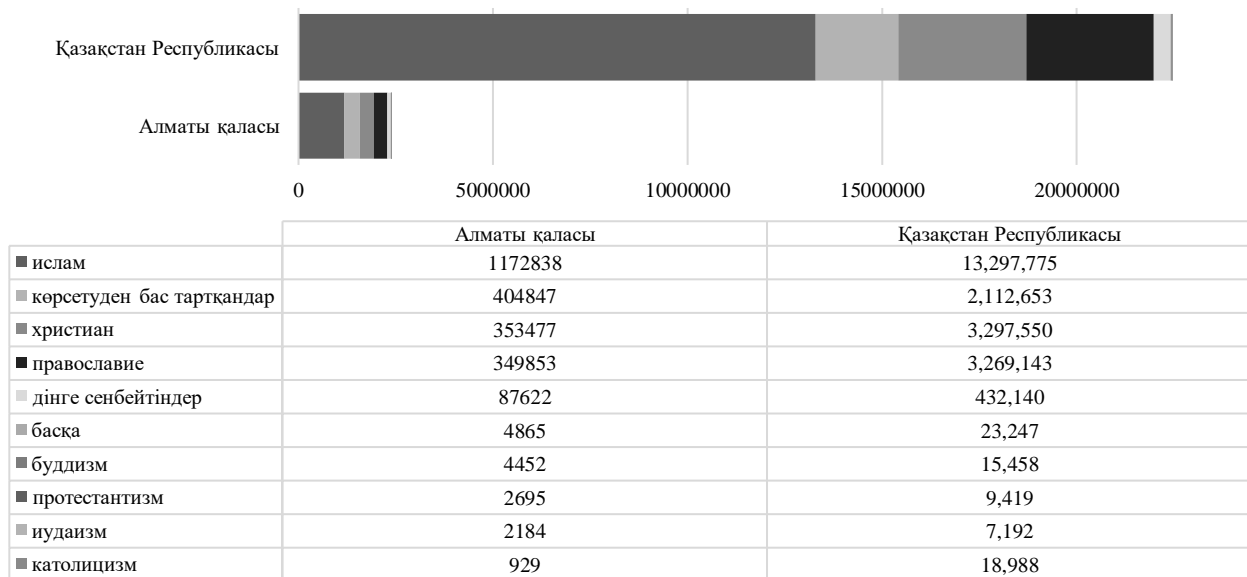 Қазақстан Республикасы
Алматы қаласы
0 5000000 10000000 15000000 20000000
Алматы қаласы Қазақстан Республикасы
ислам 1172838 13,297,775
көрсетуден бас тартқандар 404847 2,112,653
христиан 353477 3,297,550
православие 349853 3,269,143
дінге сенбейтіндер 87622 432,140
басқа 4865 23,247
буддизм 4452 15,458
протестантизм 2695 9,419
иудаизм 2184 7,192
католицизм 929 18,988